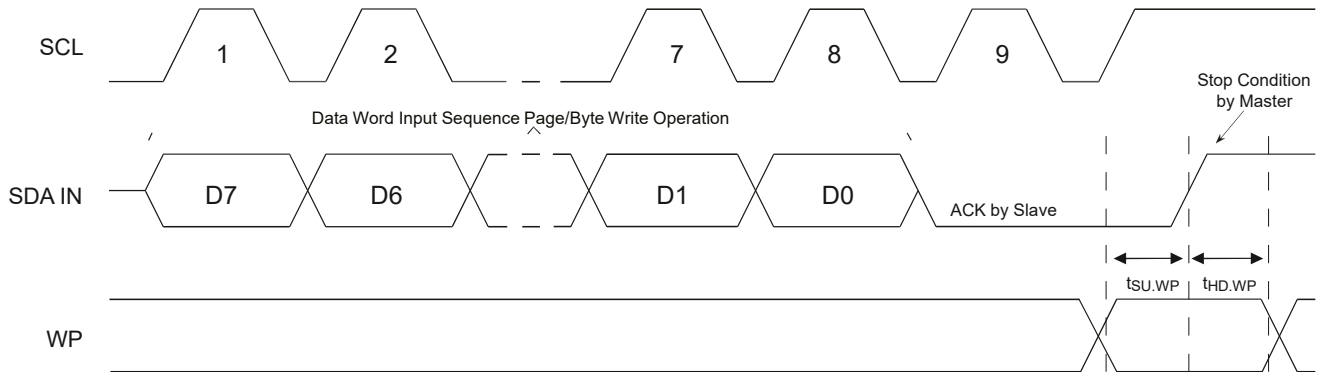 SCL
1
2
7
8
9
Stop Condition
by Master
Data Word Input Sequence Page/Byte Write Operation
SDA IN
D7
D6
D1
D0
ACK by Slave
tSU.WP
tHD.WP
WP